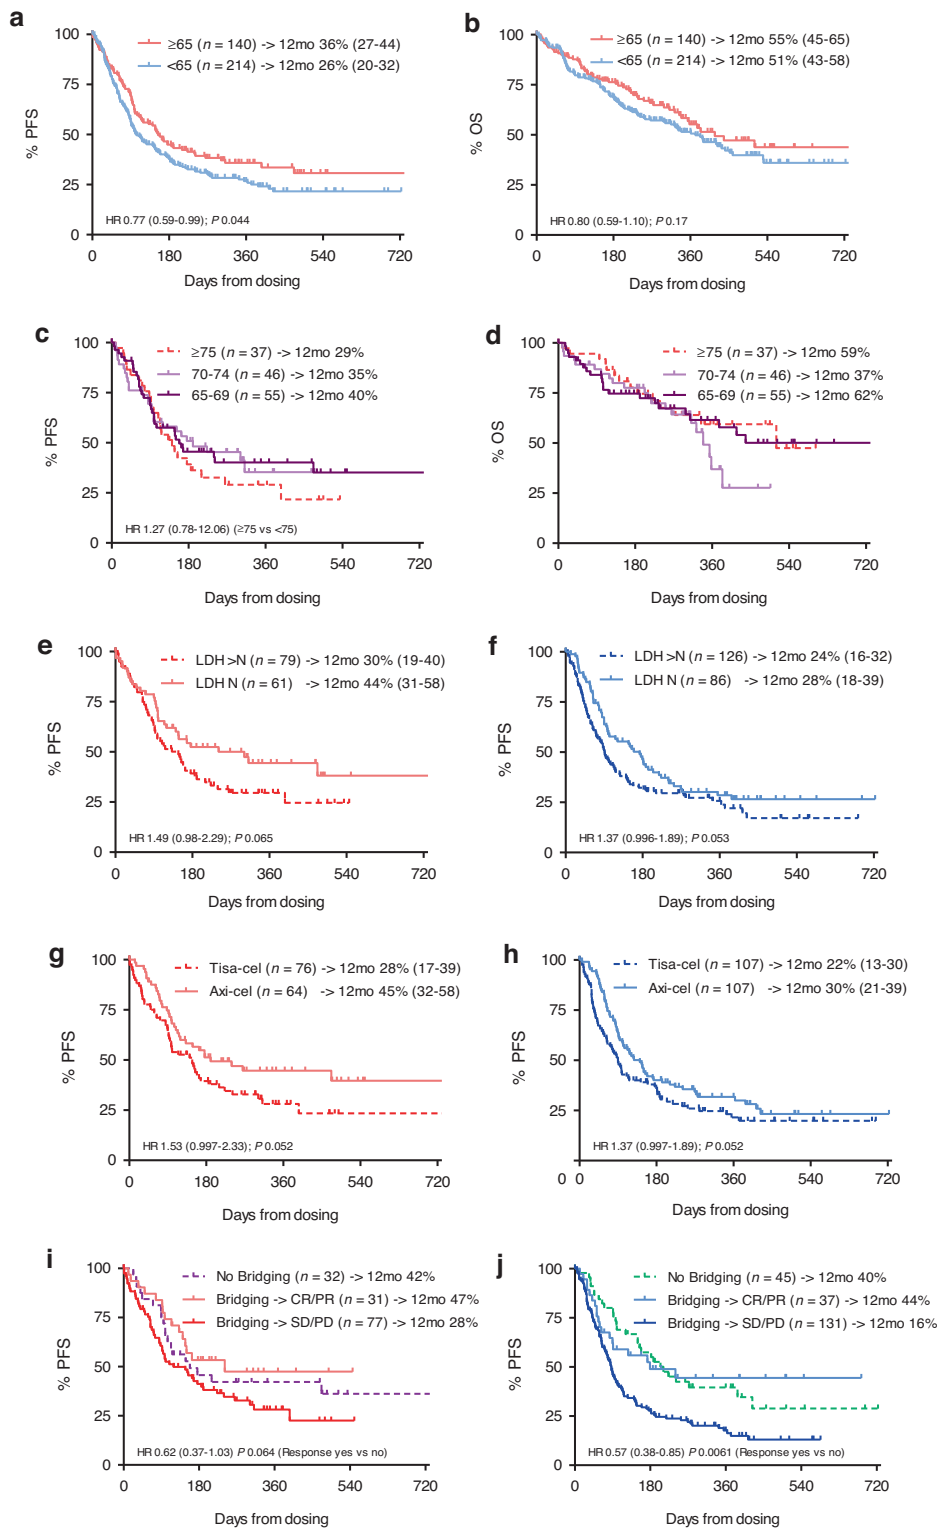 a
100
75
50
25
0
% PFS
≥65 (n = 140) -> 12mo 36% (27-44)
<65 (n = 214) -> 12mo 26% (20-32)
HR 0.77 (0.59-0.99); P 0.044
0 180 360 540 720
Days from dosing
b
100
75
50
25
0
% OS
≥65 (n = 140) -> 12mo 55% (45-65)
<65 (n = 214) -> 12mo 51% (43-58)
HR 0.80 (0.59-1.10); P 0.17
0 180 360 540 720
Days from dosing
c
100
75
50
25
0
% PFS
≥75 (n = 37) -> 12mo 29%
70-74 (n = 46) -> 12mo 35%
65-69 (n = 55) -> 12mo 40%
HR 1.27 (0.78-12.06) (≥75 vs <75)
0 180 360 540 720
Days from dosing
d
100
75
50
25
0
% OS
≥75 (n = 37) -> 12mo 59%
70-74 (n = 46) -> 12mo 37%
65-69 (n = 55) -> 12mo 62%
0 180 360 540 720
Days from dosing
e
100
75
50
25
0
% PFS
LDH >N (n = 79) -> 12mo 30% (19-40)
LDH N (n = 61) -> 12mo 44% (31-58)
HR 1.49 (0.98-2.29); P 0.065
0 180 360 540 720
Days from dosing
f
100
75
50
25
0
% PFS
LDH >N (n = 126) -> 12mo 24% (16-32)
LDH N (n = 86) -> 12mo 28% (18-39)
HR 1.37 (0.996-1.89); P 0.053
0 180 360 540 720
Days from dosing
g
100
75
50
25
0
% PFS
Tisa-cel (n = 76) -> 12mo 28% (17-39)
Axi-cel (n = 64) -> 12mo 45% (32-58)
HR 1.53 (0.997-2.33); P 0.052
0 180 360 540 720
Days from dosing
h
100
75
50
25
0
% PFS
Tisa-cel (n = 107) -> 12mo 22% (13-30)
Axi-cel (n = 107) -> 12mo 30% (21-39)
HR 1.37 (0.997-1.89); P 0.052
0 180 360 540 720
Days from dosing
i
100
75
50
25
0
% PFS
No Bridging (n = 32) -> 12mo 42%
Bridging -> CR/PR (n = 31) -> 12mo 47%
Bridging -> SD/PD (n = 77) -> 12mo 28%
HR 0.62 (0.37-1.03) P 0.064 (Response yes vs no)
0 180 360 540 720
Days from dosing
j
100
75
50
25
0
% PFS
No Bridging (n = 45) -> 12mo 40%
Bridging -> CR/PR (n = 37) -> 12mo 44%
Bridging -> SD/PD (n = 131) -> 12mo 16%
HR 0.57 (0.38-0.85) P 0.0061 (Response yes vs no)
0 180 360 540 720
Days from dosing